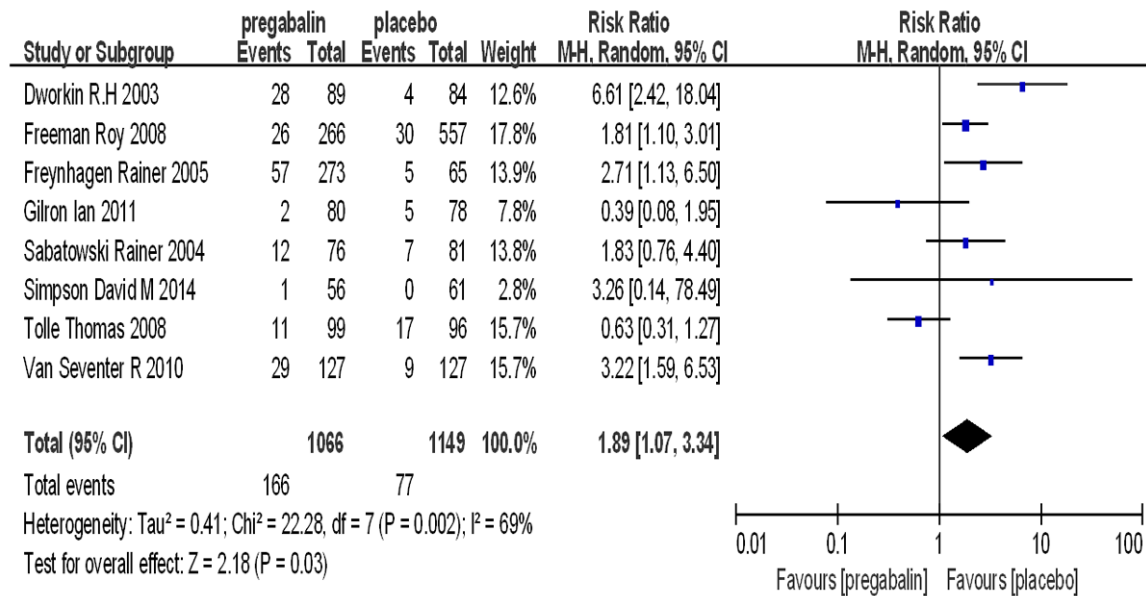 pregabalin placebo Risk Ratio Risk Ratio
Study or Subgroup Events Total Events Total Weight M-H, Random, 95% CI M-H, Random, 95% CI
Dworkin R.H 2003 28 89 4 84 12.6% 6.61 [2.42, 18.04]
Freeman Roy 2008 26 266 30 557 17.8% 1.81 [1.10, 3.01]
Freynhagen Rainer 2005 57 273 5 65 13.9% 2.71 [1.13, 6.50]
Gilron Ian 2011 2 80 5 78 7.8% 0.39 [0.08, 1.95]
Sabatowski Rainer 2004 12 76 7 81 13.8% 1.83 [0.76, 4.40]
Simpson David M 2014 1 56 0 61 2.8% 3.26 [0.14, 78.49]
Tolle Thomas 2008 11 99 17 96 15.7% 0.63 [0.31, 1.27]
Van Seventer R 2010 29 127 9 127 15.7% 3.22 [1.59, 6.53]
Total (95% CI) 1066 1149 100.0% 1.89 [1.07, 3.34]
Total events 166 77
Heterogeneity: Tau² = 0.41; Chi² = 22.28, df = 7 (P = 0.002); I² = 69%
Test for overall effect: Z = 2.18 (P = 0.03)
0.01 0.1 1 10 100
Favours [pregabalin] Favours [placebo]